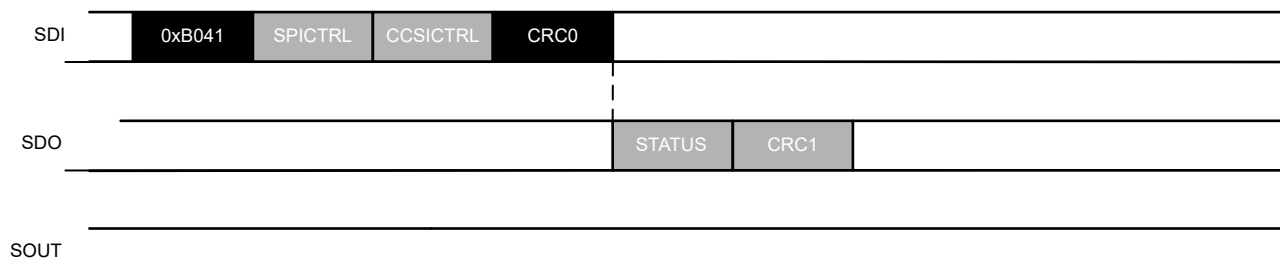 SDI 0xB041 SPICTRL CCSICTRL CRC0
SDO STATUS CRC1
SOUT